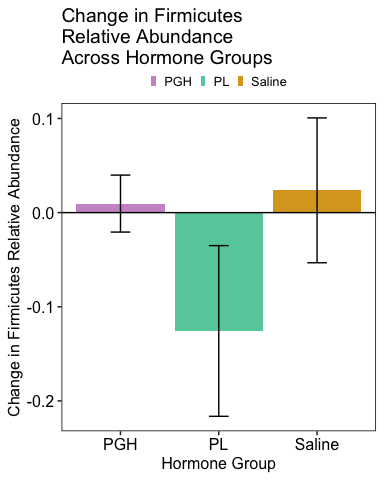 Change in Firmicutes
Relative Abundance
Across Hormone Groups
PGH PL Saline
Change in Firmicutes Relative Abundance
0.1
0.0
-0.1
-0.2
PGH PL Saline
Hormone Group